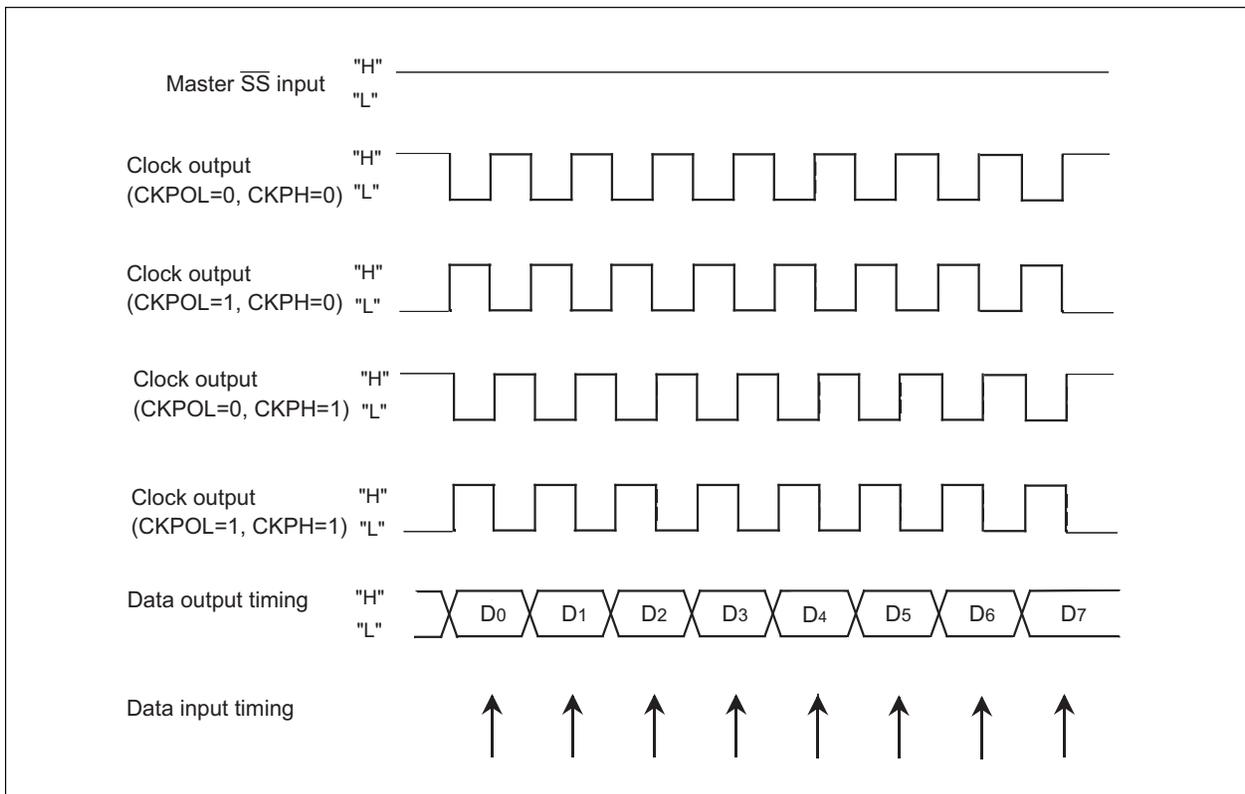 Master S̅S̅ input "H"
"L"
Clock output "H"
(CKPOL=0, CKPH=0) "L"
Clock output "H"
(CKPOL=1, CKPH=0) "L"
Clock output "H"
(CKPOL=0, CKPH=1) "L"
Clock output "H"
(CKPOL=1, CKPH=1) "L"
Data output timing "H"
"L"
D0 D1 D2 D3 D4 D5 D6 D7
Data input timing